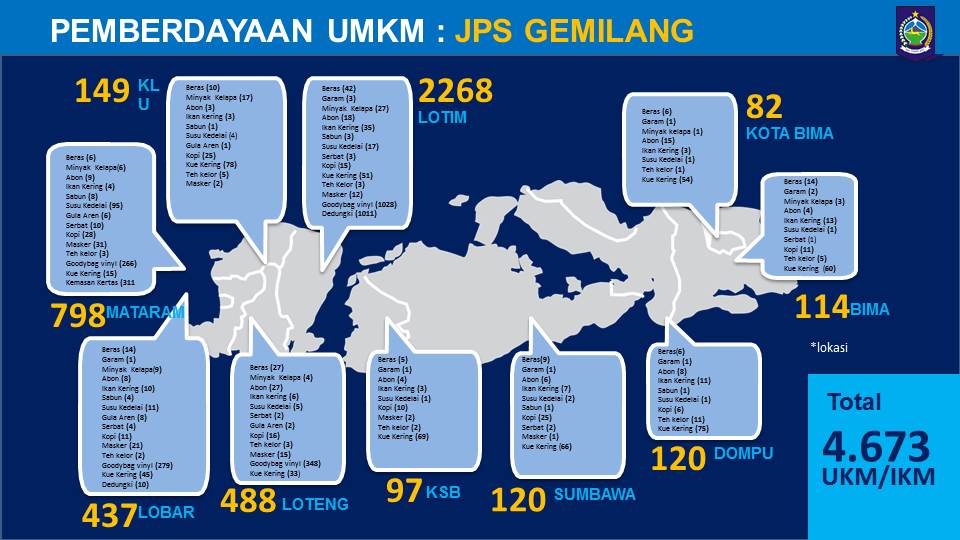 PEMBERDAYAAN UMKM : JPS GEMILANG
149 KL
U
Beras (10)
Minyak Kelapa (17)
Abon (3)
Ikan kering (3)
Sabun (1)
Susu Kedelai (4)
Gula Aren (1)
Kopi (25)
Kue Kering (78)
Teh kelor (5)
Masker (2)
Beras (42)
Garam (3)
Minyak Kelapa (27)
Abon (18)
Ikan Kering (35)
Sabun (3)
Susu Kedelai (17)
Serbat (3)
Kopi (15)
Kue Kering (51)
Teh Kelor (3)
Masker (12)
Goodybag vinyl (1028)
Dedungki (1011)
2268
LOTIM
Beras (6)
Garam (1)
Minyak kelapa (1)
Abon (15)
Ikan Kering (3)
Susu Kedelai (1)
Teh kelor (1)
Kue Kering (54)
82
KOTA BIMA
Beras (6)
Minyak Kelapa(6)
Abon (9)
Ikan Kering (4)
Sabun (8)
Susu Kedelai (95)
Gula Aren (6)
Serbat (10)
Kopi (28)
Masker (31)
Teh kelor (3)
Goodybag vinyl (266)
Kue Kering (15)
Kemasan Kertas (311
798 MATARAM
Beras (14)
Garam (2)
Minyak Kelapa (3)
Abon (4)
Ikan Kering (13)
Susu Kedelai (1)
Serbat (1)
Kopi (11)
Teh kelor (5)
Kue Kering (60)
114 BIMA
*lokasi
Beras (14)
Garam (1)
Minyak Kelapa(9)
Abon (8)
Ikan Kering (10)
Sabun (4)
Susu Kedelai (11)
Gula Aren (8)
Serbat (4)
Kopi (11)
Masker (21)
Teh kelor (2)
Goodybag vinyl (279)
Kue Kering (45)
Dedungki (10)
437 LOBAR
Beras (27)
Minyak Kelapa (4)
Abon (27)
Ikan kering (6)
Susu Kedelai (5)
Serbat (2)
Gula Aren (2)
Kopi (16)
Teh kelor (3)
Masker (15)
Goodybag vinyl (348)
Kue Kering (33)
488 LOTENG
Beras (5)
Garam (1)
Abon (4)
Ikan Kering (3)
Susu Kedelai (1)
Kopi (10)
Masker (2)
Teh kelor (2)
Kue Kering (69)
97 KSB
Beras(9)
Garam (1)
Abon (6)
Ikan Kering (7)
Susu Kedelai (2)
Sabun (1)
Kopi (25)
Serbat (2)
Masker (1)
Kue Kering (66)
120 SUMBAWA
Beras(6)
Garam (1)
Abon (8)
Ikan Kering (11)
Sabun (1)
Susu Kedelai (1)
Kopi (6)
Teh kelor (11)
Kue Kering (75)
120 DOMPU
Total
4.673
UKM/IKM